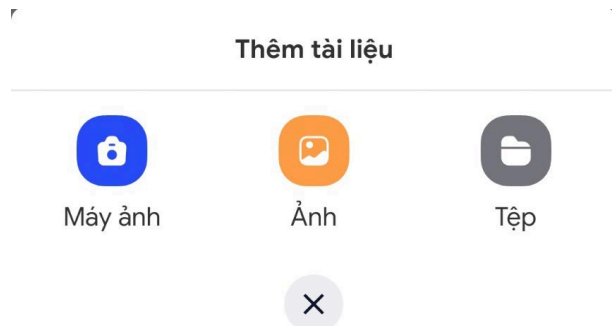 Thêm tài liệu
Máy ảnh
Ảnh
Tệp